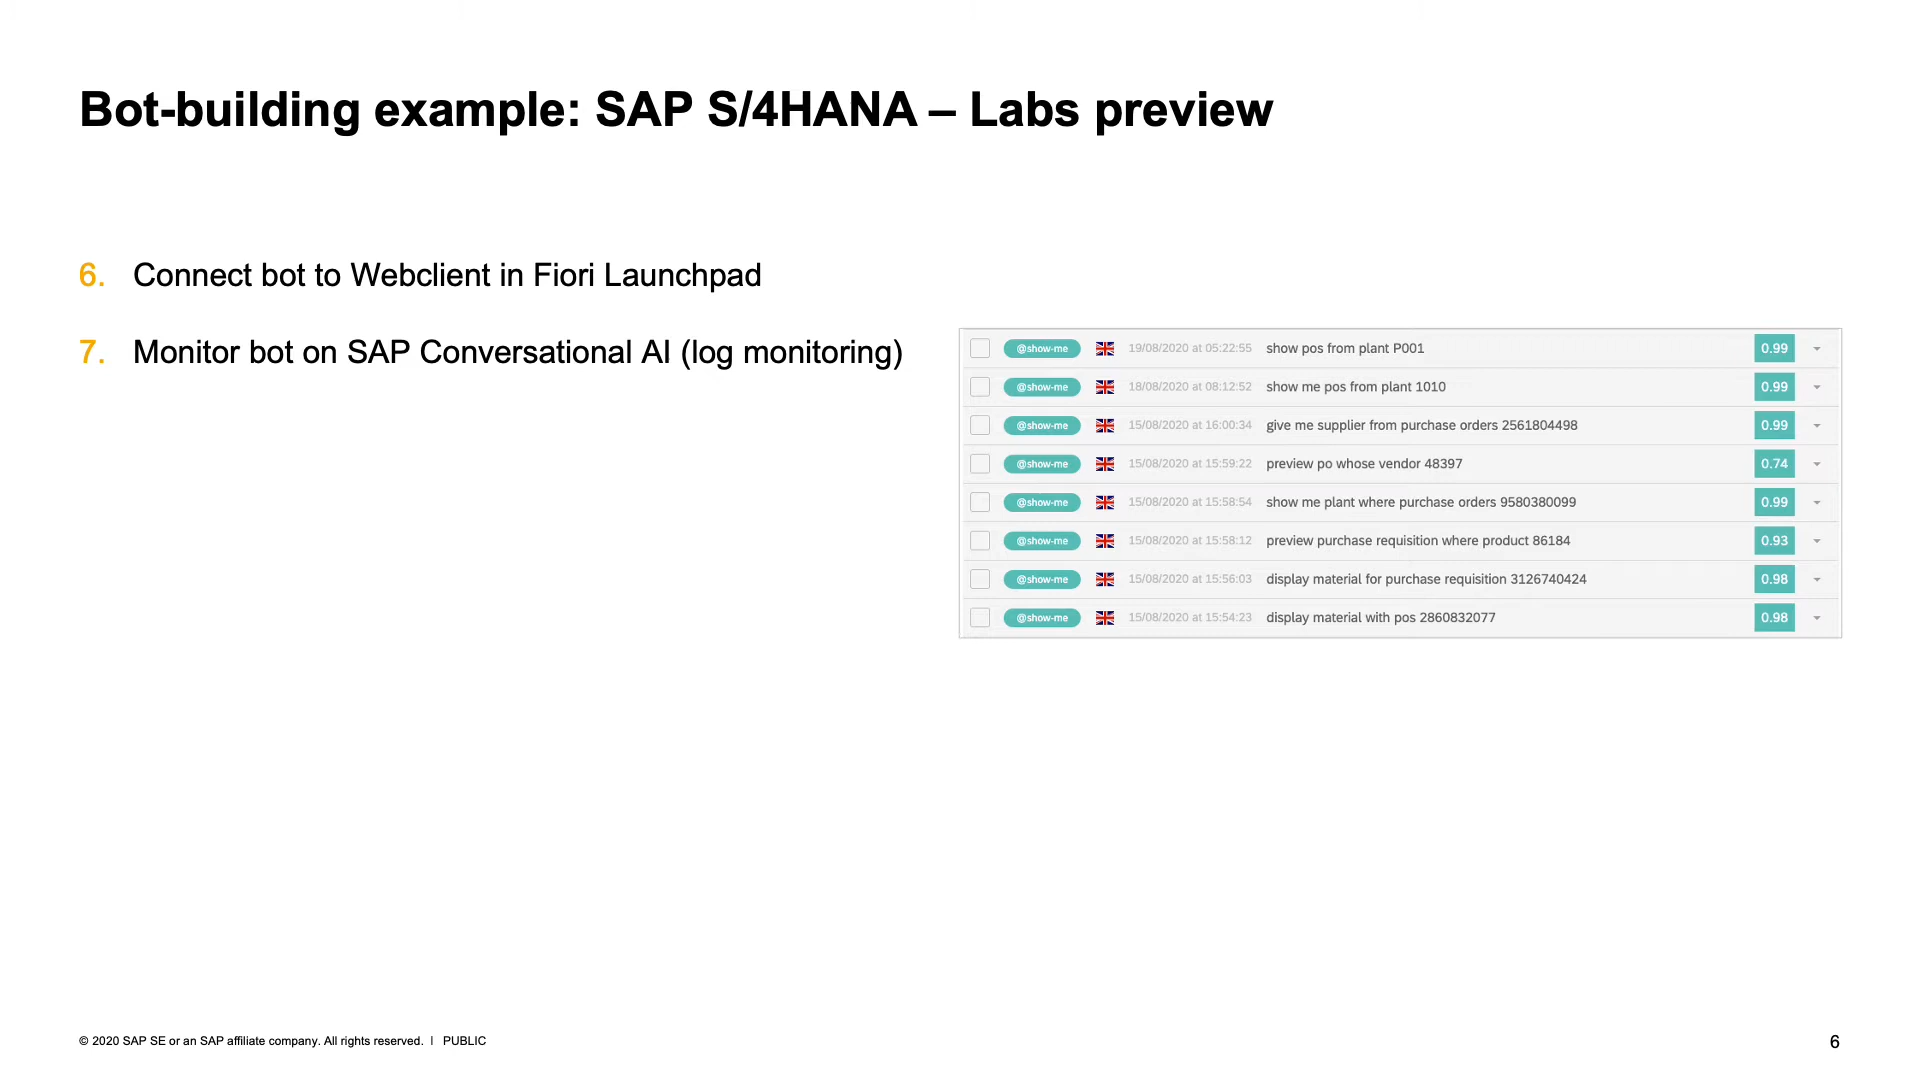 Bot-building example: SAP S/4HANA – Labs preview
6. Connect bot to Webclient in Fiori Launchpad
7. Monitor bot on SAP Conversational AI (log monitoring)
@show-me 19/08/2020 at 05:22:55 show pos from plant P001 0.99
@show-me 18/08/2020 at 08:12:52 show me pos from plant 1010 0.99
@show-me 15/08/2020 at 16:00:34 give me supplier from purchase orders 2561804498 0.99
@show-me 15/08/2020 at 15:59:22 preview po whose vendor 48397 0.74
@show-me 15/08/2020 at 15:58:54 show me plant where purchase orders 9580380099 0.99
@show-me 15/08/2020 at 15:58:12 preview purchase requisition where product 86184 0.93
@show-me 15/08/2020 at 15:56:03 display material for purchase requisition 3126740424 0.98
@show-me 15/08/2020 at 15:54:23 display material with pos 2860832077 0.98
© 2020 SAP SE or an SAP affiliate company. All rights reserved. | PUBLIC
6